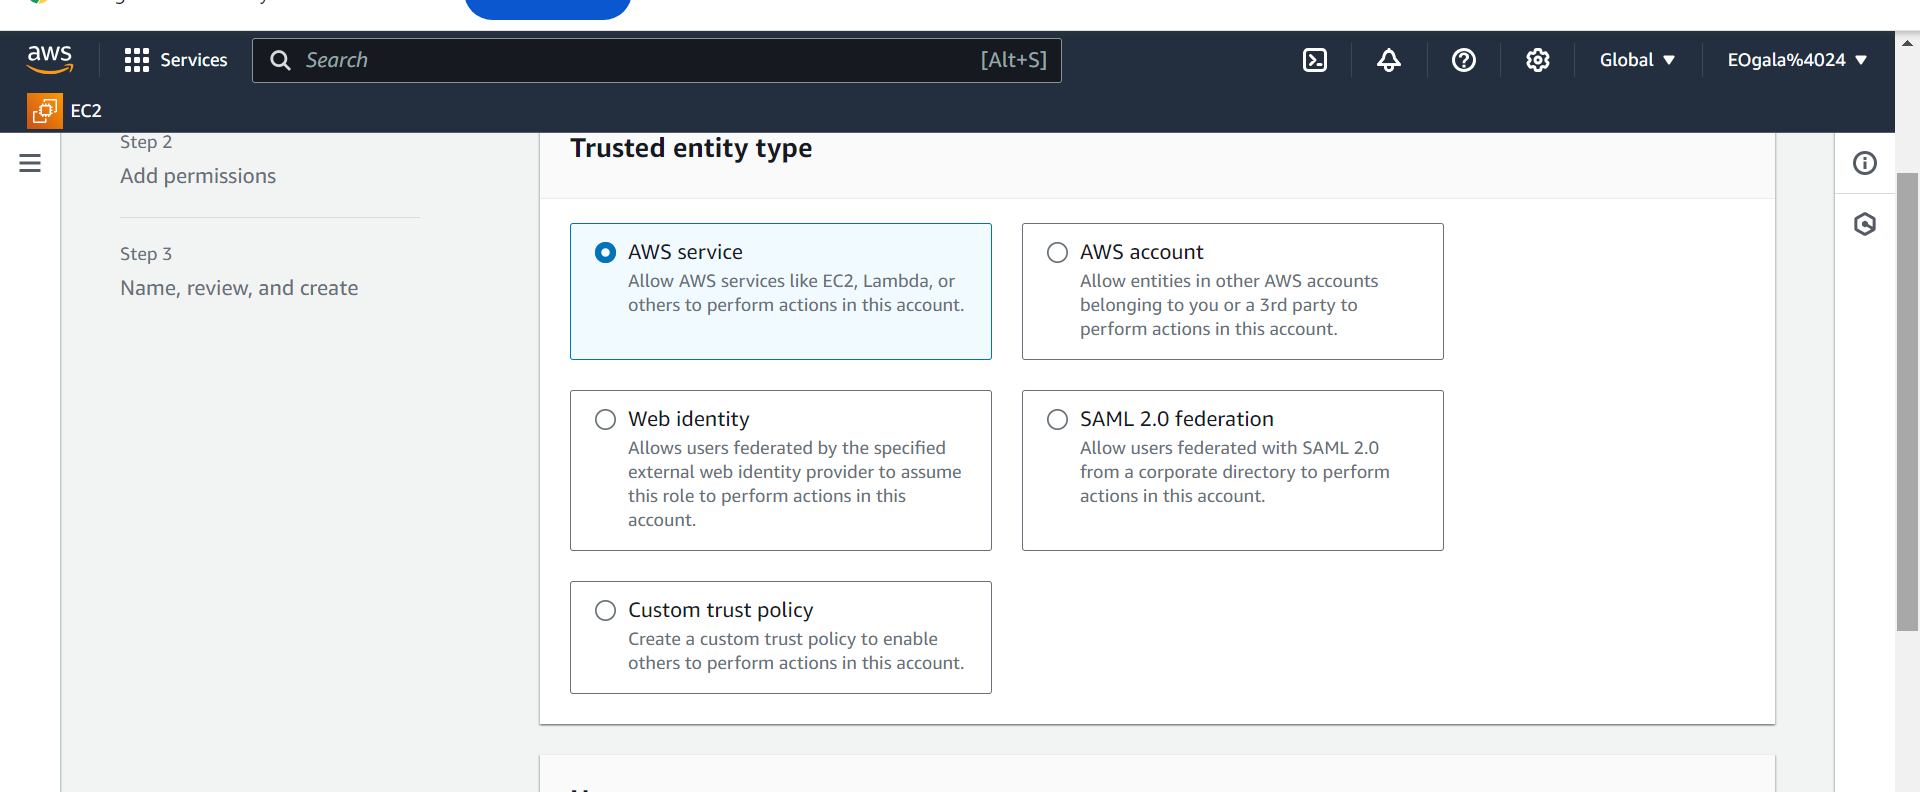 aws
Services
Search
[Alt+S]
Global
EOgala%4024
EC2
Step 2
Add permissions
Step 3
Name, review, and create
Trusted entity type
AWS service
Allow AWS services like EC2, Lambda, or
others to perform actions in this account.
AWS account
Allow entities in other AWS accounts
belonging to you or a 3rd party to
perform actions in this account.
Web identity
Allows users federated by the specified
external web identity provider to assume
this role to perform actions in this
account.
SAML 2.0 federation
Allow users federated with SAML 2.0
from a corporate directory to perform
actions in this account.
Custom trust policy
Create a custom trust policy to enable
others to perform actions in this account.